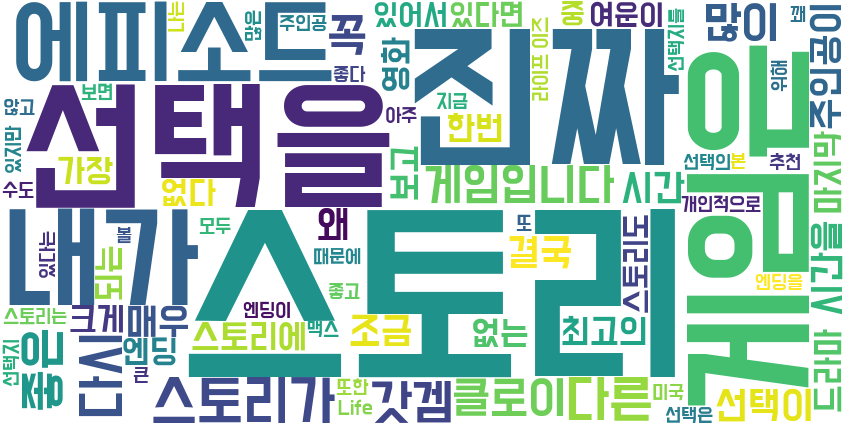 에피소드
나는
많은
주인공
꼭
좋다
있어서
있다면
영화
이진
라이프
중
여운이
선택지들
많이
꽤
위해
주인공이
않고
있지만
보면
선택을
진짜
지금
아주
한번
게임은
수도
가장
없다
보고
게임입니다
시간
선택의
본
추천
개인적으로
마지막
내가
스토리
있다는
볼
모두
왜
때문에
또
결국
스토리도
엔딩을
시간을
되는
좋고
스토리는
크게
매우
엔딩이
맥스
스토리에
조금
없는
최고의
드라마
선택지
좋은
다시
엔딩
큰
스토리가
또한
Life
갓겜
클로이
다른
미국
선택은
선택이